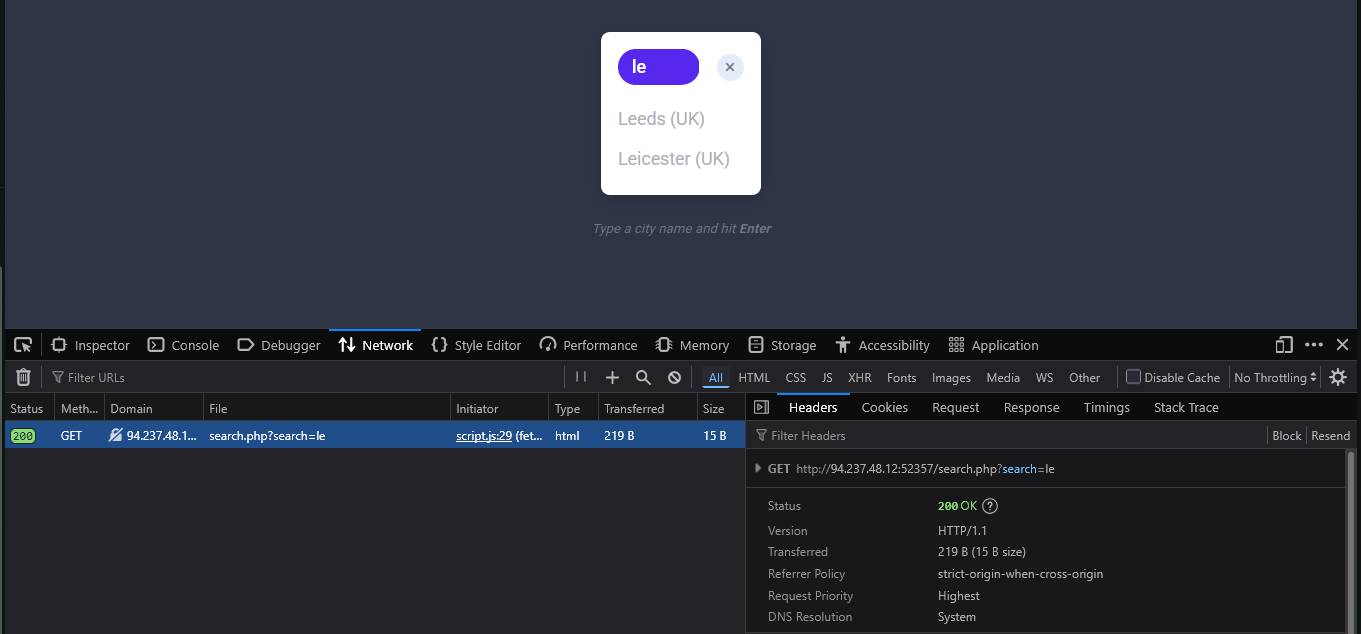 le
Leeds (UK)
Leicester (UK)
Type a city name and hit Enter
Inspector Console Debugger Network Style Editor Performance Memory Storage Accessibility Application
Filter URLs All HTML CSS JS XHR Fonts Images Media WS Other Disable Cache No Throttling
Status Meth... Domain File Initiator Type Transferred Size
200 GET 94.237.48.1... search.php?search=le script.js:29 (fet... html 219 B 15 B
Headers Cookies Request Response Timings Stack Trace
Filter Headers Block Resend
GET http://94.237.48.12:52357/search.php?search=le
Status 200 OK ?
Version HTTP/1.1
Transferred 219 B (15 B size)
Referrer Policy strict-origin-when-cross-origin
Request Priority Highest
DNS Resolution System